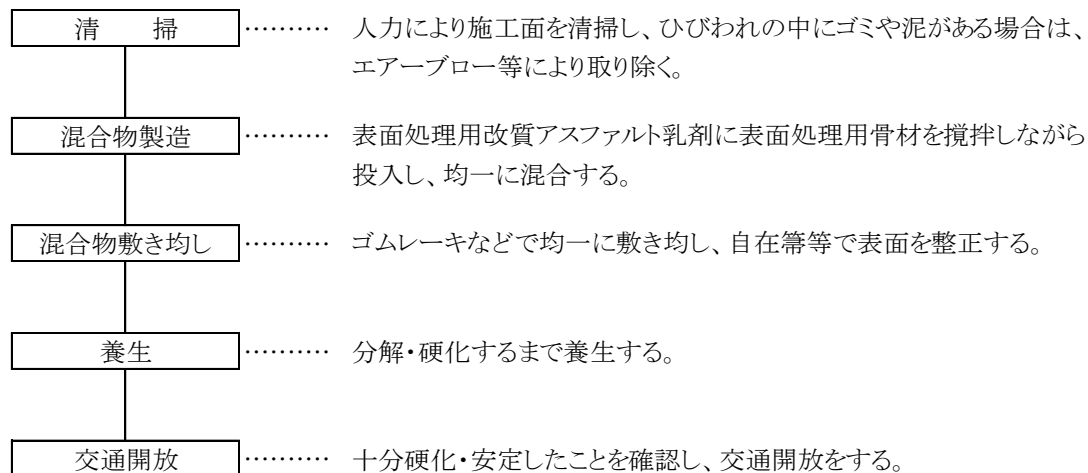 清　　掃 ‥‥‥‥‥ 人力により施工面を清掃し、ひびわれの中にゴミや泥がある場合は、
エアーブロー等により取り除く。
混合物製造 ‥‥‥‥‥ 表面処理用改質アスファルト乳剤に表面処理用骨材を撹拌しながら
投入し、均一に混合する。
混合物敷き均し ‥‥‥‥‥ ゴムレーキなどで均一に敷き均し、自在箒等で表面を整正する。
養生 ‥‥‥‥‥ 分解・硬化するまで養生する。
交通開放 ‥‥‥‥‥ 十分硬化・安定したことを確認し、交通開放をする。